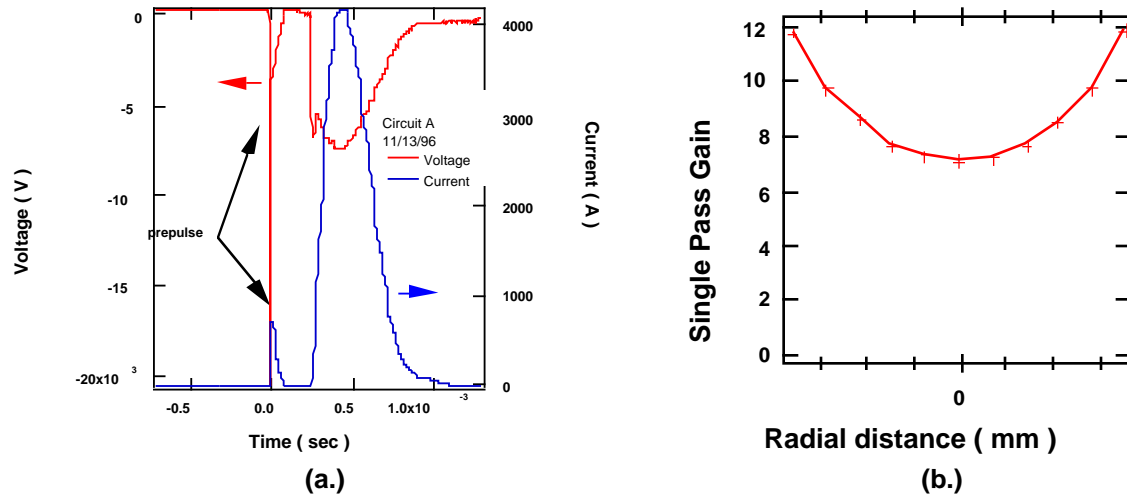 0
-5
-10
-15
-20x10
3
Voltage ( V )
prepulse
Circuit A
11/13/96
Voltage
Current
4000
3000
2000
1000
0
Current ( A )
-0.5
0.0
0.5
1.0x10
-3
Time ( sec )
(a.)
12
10
8
6
4
2
0
Single Pass Gain
0
Radial distance ( mm )
(b.)